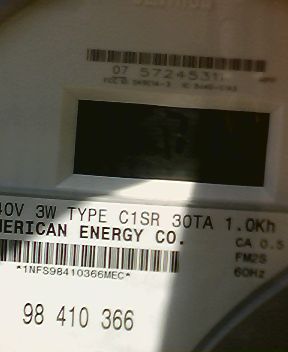 07 5724531
40V 3W TYPE C1SR 30TA 1.0Kh
MERICAN ENERGY CO.
CA 0.5
FM2S
60Hz
*1NFS98410366MEC*
98 410 366